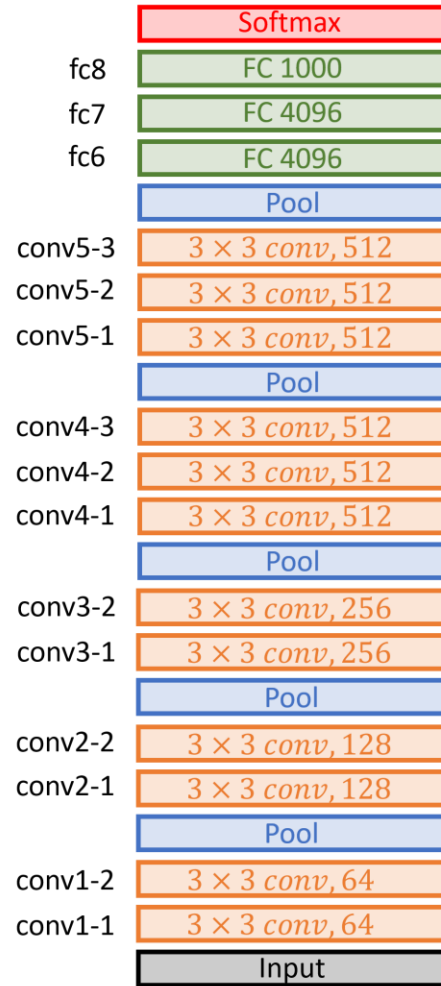 Softmax
fc8 FC 1000
fc7 FC 4096
fc6 FC 4096
Pool
conv5-3 3 × 3 conv, 512
conv5-2 3 × 3 conv, 512
conv5-1 3 × 3 conv, 512
Pool
conv4-3 3 × 3 conv, 512
conv4-2 3 × 3 conv, 512
conv4-1 3 × 3 conv, 512
Pool
conv3-2 3 × 3 conv, 256
conv3-1 3 × 3 conv, 256
Pool
conv2-2 3 × 3 conv, 128
conv2-1 3 × 3 conv, 128
Pool
conv1-2 3 × 3 conv, 64
conv1-1 3 × 3 conv, 64
Input